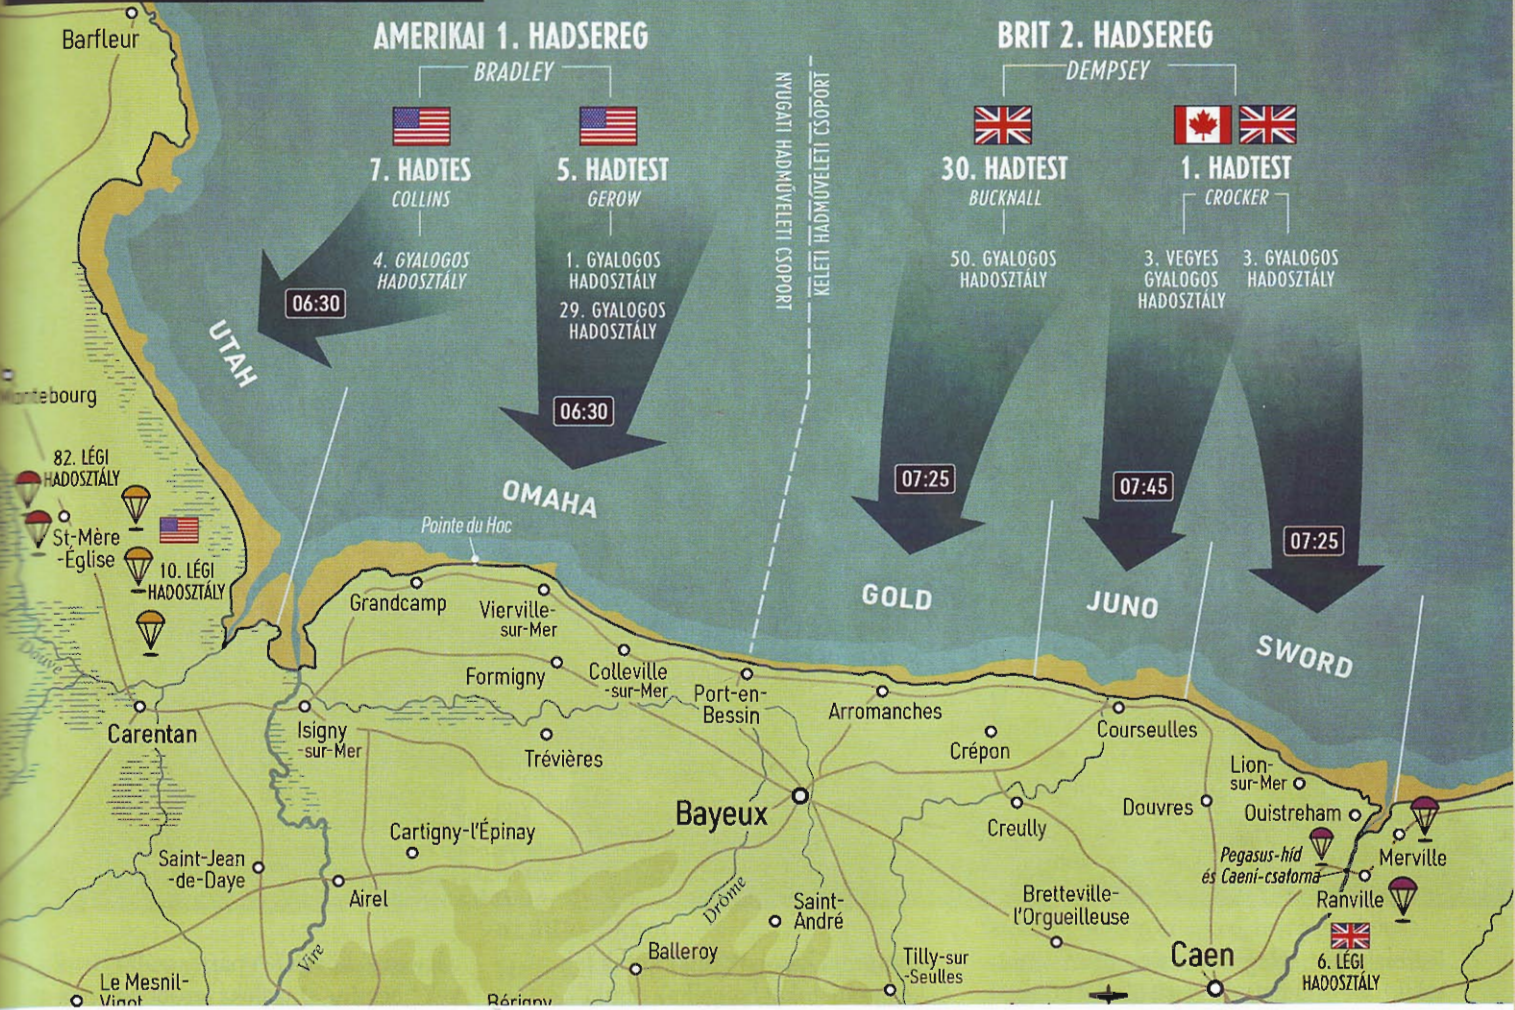 Barfleur
AMERIKAI 1. HADSEREG
BRADLEY
7. HADTES
COLLINS
4. GYALOGOS
HADOSZTÁLY
06:30
UTAH
5. HADTEST
GEROW
1. GYALOGOS
HADOSZTÁLY
29. GYALOGOS
HADOSZTÁLY
06:30
OMAHA
NYUGATI HADMŰVELETI CSOPORT
KELETI HADMŰVELETI CSOPORT
BRIT 2. HADSEREG
DEMPSEY
30. HADTEST
BUCKNALL
50. GYALOGOS
HADOSZTÁLY
07:25
GOLD
1. HADTEST
CROCKER
3. VEGYES
GYALOGOS
HADOSZTÁLY
07:45
JUNO
3. GYALOGOS
HADOSZTÁLY
07:25
SWORD
Montebourg
82. LÉGI
HADOSZTÁLY
St-Mère
-Église
10. LÉGI
HADOSZTÁLY
Douve
Carentan
Pointe du Hoc
Grandcamp
Vierville-
sur-Mer
Formigny
Colleville
-sur-Mer
Port-en-
Bessin
Arromanches
Isigny
-sur-Mer
Trévières
Crépon
Courseulles
Lion-
sur-Mer
Bayeux
Creully
Douvres
Ouistreham
Cartigny-l'Épinay
Saint-Jean
-de-Daye
Airel
Pegasus-híd
és Caeni-csatorna
Merville
Ranville
Drôme
Saint-
André
Bretteville-
l'Orgueilleuse
Vire
Balleroy
Tilly-sur
-Seulles
Caen
6. LÉGI
HADOSZTÁLY
Le Mesnil-
Vigot
Bérigny